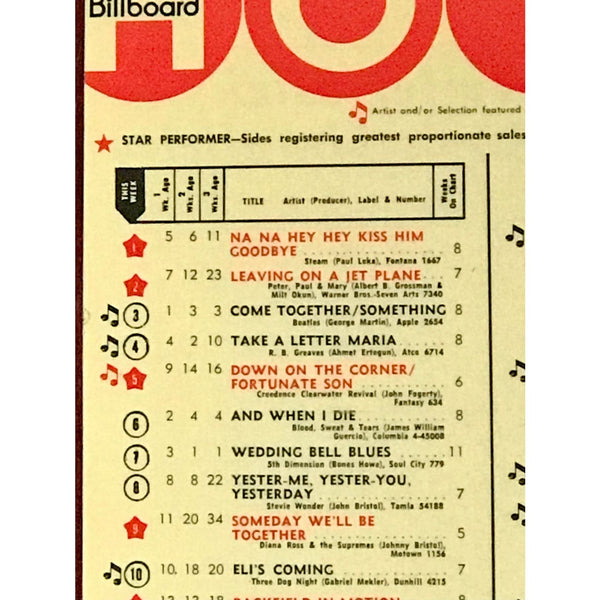 Billboard
HO
Artist and/or Selection featured
STAR PERFORMER—Sides registering greatest proportionate sales
THIS WEEK 1 Wk. Ago 2 Wks. Ago 3 Wks. Ago TITLE Artist (Producer), Label & Number Weeks On Chart
1 5 6 11 NA NA HEY HEY KISS HIM
GOODBYE 8
Steam (Paul Leka), Fontana 1667
2 7 12 23 LEAVING ON A JET PLANE 7
Peter, Paul & Mary (Albert B. Grossman &
Milt Okun), Warner Bros.-Seven Arts 7340
3 1 3 3 COME TOGETHER/SOMETHING 8
Beatles (George Martin), Apple 2654
4 4 2 10 TAKE A LETTER MARIA 8
R. B. Greaves (Ahmet Ertegun), Atco 6714
5 9 14 16 DOWN ON THE CORNER/
FORTUNATE SON 6
Creedence Clearwater Revival (John Fogerty),
Fantasy 634
6 2 4 4 AND WHEN I DIE 8
Blood, Sweat & Tears (James William
Guercio), Columbia 4-45008
7 3 1 1 WEDDING BELL BLUES 11
5th Dimension (Bones Howe), Soul City 779
8 8 8 22 YESTER-ME, YESTER-YOU,
YESTERDAY 7
Stevie Wonder (John Bristol), Tamla 54188
9 11 20 34 SOMEDAY WE'LL BE
TOGETHER 5
Diana Ross & the Supremes (Johnny Bristol),
Motown 1156
10 10 18 20 ELI'S COMING 7
Three Dog Night (Gabriel Mekler), Dunhill 4215
BACKFIELD IN MOTION